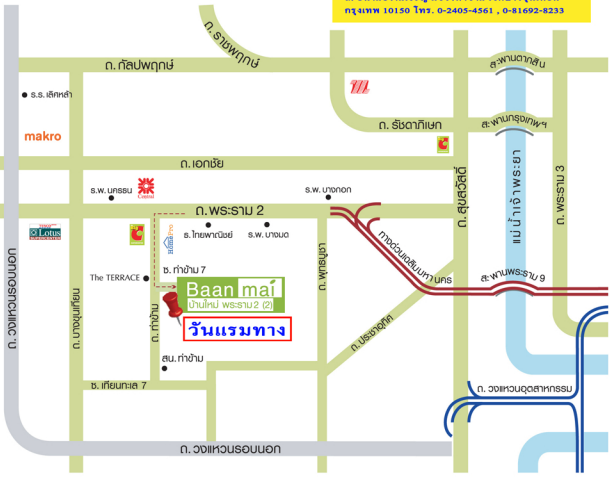 กรุงเทพ 10150 โทร. 0-2405-4561 , 0-81692-8233
ถ. ราชพฤกษ์
ถ. กัลปพฤกษ์
สะพานตากสิน
ร.ร. เลิศหล้า
makro
ถ. รัชดาภิเษก
สะพานกรุงเทพฯ
ถ. เอกชัย
ร.พ. นครธน
Central
ร.พ. บางกอก
ถ. สุขสวัสดิ์
แม่น้ำเจ้าพระยา
ถ. พระราม 3
ถ. พระราม 2
Lotus
HomePro
ธ. ไทยพาณิชย์
ร.พ. บางมด
ทางด่วนเฉลิมมหานคร
สะพานพระราม 9
ซ. ท่าข้าม 7
The TERRACE
Baan mai
บ้านใหม่ พระราม 2 (2)
วันแรมทาง
ถ. วงแหวนรอบนอก
ถ. บางขุนเทียน
ถ. ท่าข้าม
ถ. พุทธบูชา
ถ. ประชาอุทิศ
สน. ท่าข้าม
ซ. เทียนทะเล 7
ถ. วงแหวนอุตสาหกรรม
ถ. วงแหวนรอบนอก